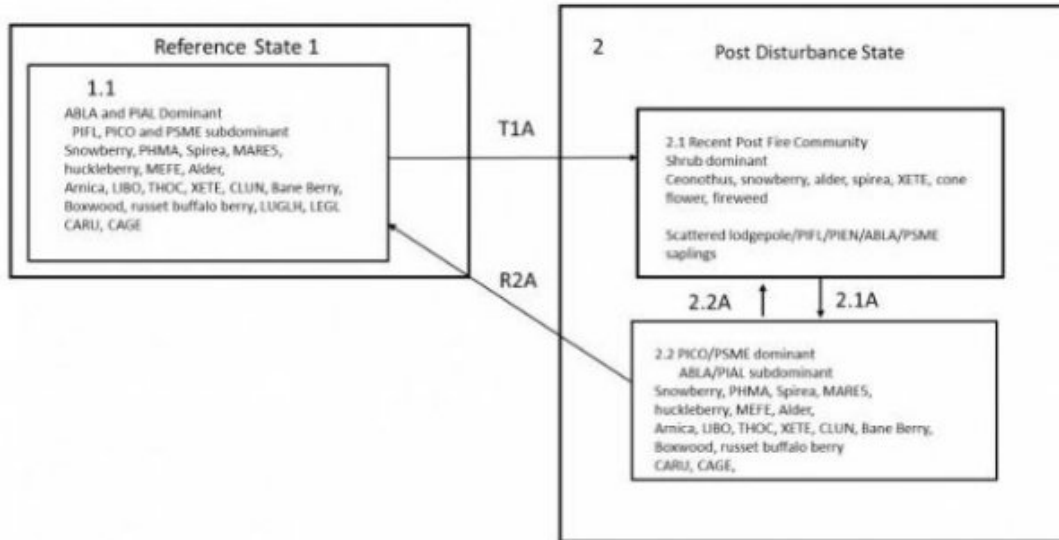 Reference State 1
1.1
ABLA and PIAL Dominant
PIFL, PICO and PSME subdominant
Snowberry, PHMA, Spirea, MARE5,
huckleberry, MEFE, Alder,
Arnica, LIBO, THOC, XETE, CLUN, Bane Berry,
Boxwood, russet buffalo berry, LUGLH, LEGL
CARU, CAGE
T1A
R2A
2
Post Disturbance State
2.1 Recent Post Fire Community
Shrub dominant
Ceonothus, snowberry, alder, spirea, XETE, cone
flower, fireweed
Scattered lodgepole/PIFL/PIEN/ABLA/PSME
saplings
2.2A
2.1A
2.2 PICO/PSME dominant
ABLA/PIAL subdominant
Snowberry, PHMA, Spirea, MARE5,
huckleberry, MEFE, Alder,
Arnica, LIBO, THOC, XETE, CLUN, Bane Berry,
Boxwood, russet buffalo berry
CARU, CAGE,